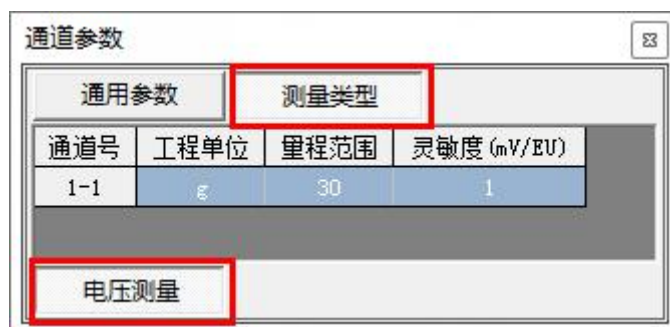 通道参数
通用参数 测量类型
通道号 工程单位 量程范围 灵敏度(mV/EU)
1-1 g 30 1
电压测量